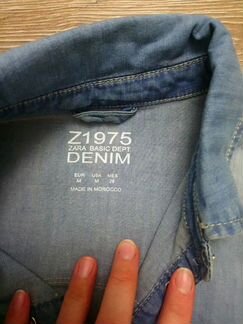 Z1975
ZARA BASIC DEPT.
DENIM
EUR USA MEX
M M 28
MADE IN MOROCCO